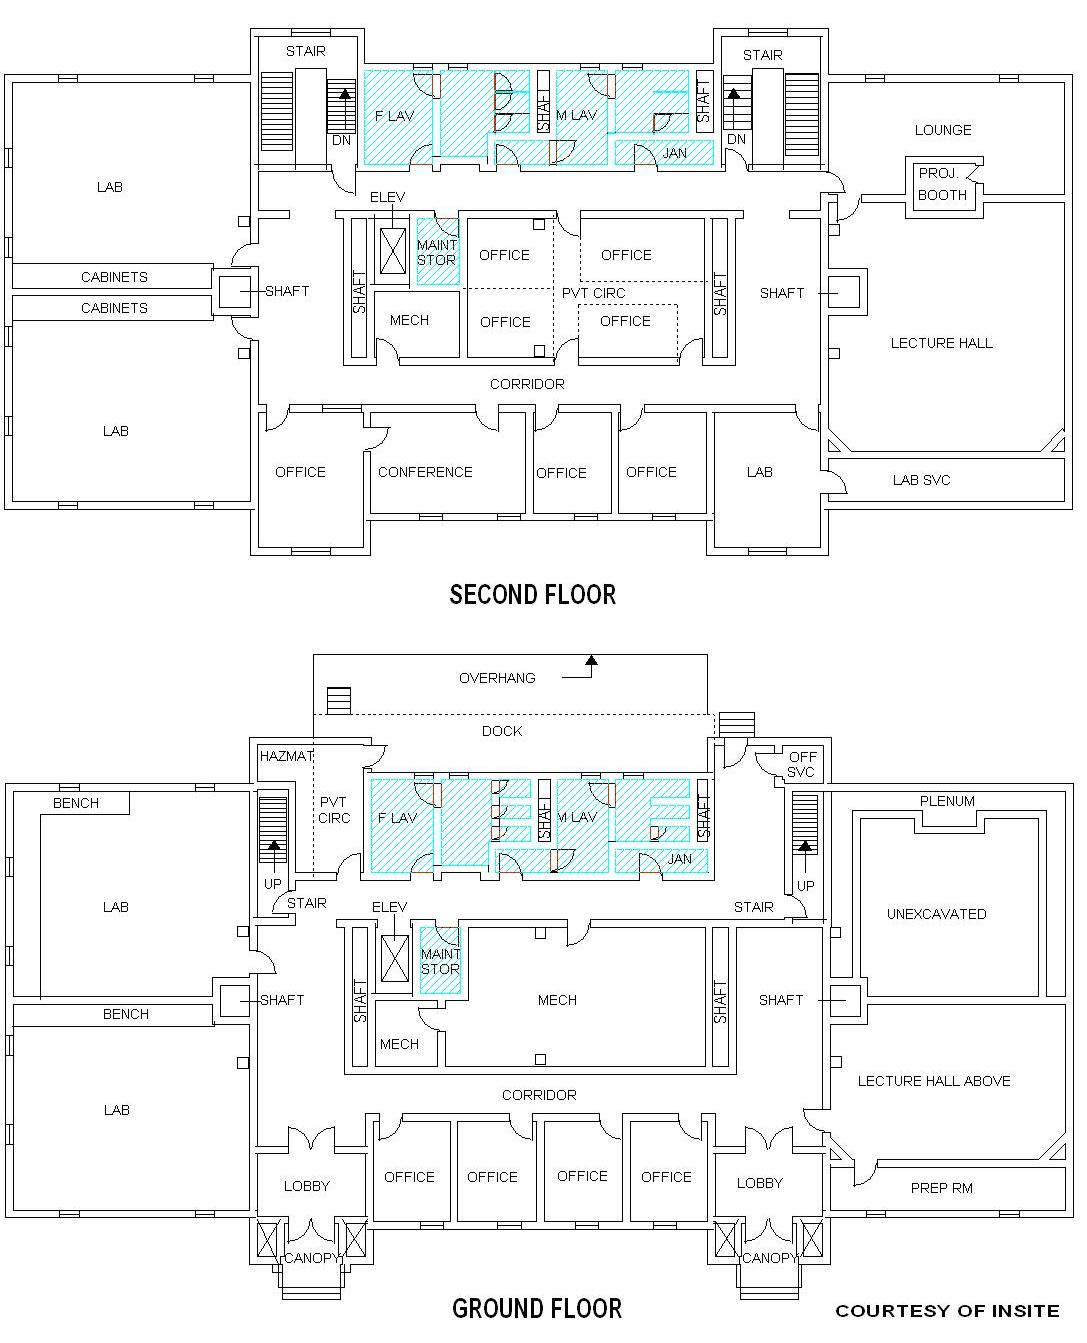 STAIR
STAIR
F LAV
SHAFT
M LAV
SHAFT
DN
DN
JAN
LOUNGE
PROJ.
BOOTH
LAB
ELEV
MAINT
STOR
OFFICE
OFFICE
CABINETS
SHAFT
SHAFT
PVT CIRC
SHAFT
SHAFT
CABINETS
MECH
OFFICE
OFFICE
LECTURE HALL
CORRIDOR
LAB
OFFICE
CONFERENCE
OFFICE
OFFICE
LAB
LAB SVC
SECOND FLOOR
OVERHANG
DOCK
HAZMAT
OFF
SVC
BENCH
PVT
CIRC
F LAV
SHAFT
M LAV
SHAFT
PLENUM
JAN
UP
UP
LAB
STAIR
ELEV
STAIR
UNEXCAVATED
MAINT
STOR
SHAFT
SHAFT
MECH
SHAFT
SHAFT
BENCH
MECH
LECTURE HALL ABOVE
CORRIDOR
LAB
LOBBY
OFFICE
OFFICE
OFFICE
OFFICE
LOBBY
PREP RM
CANOPY
CANOPY
GROUND FLOOR
COURTESY OF INSITE